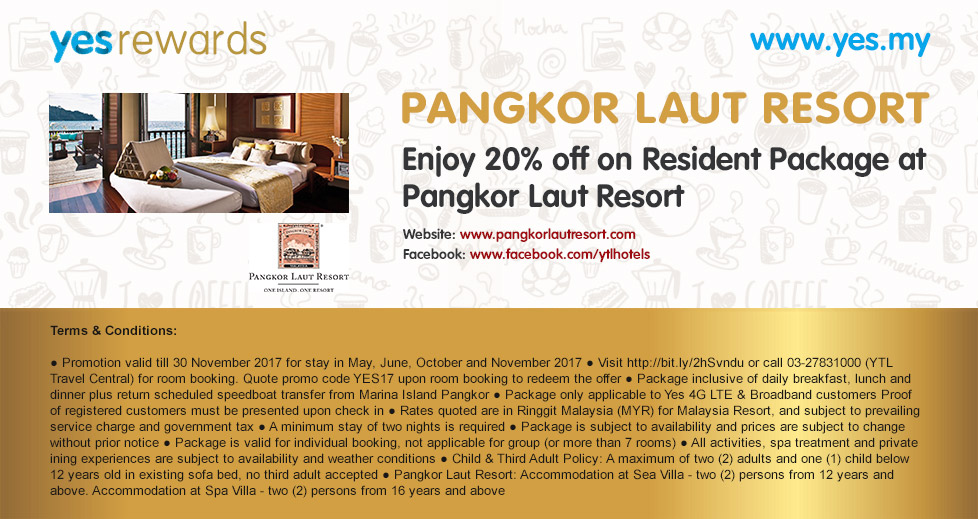 yes rewards
www.yes.my
PANGKOR LAUT RESORT
Enjoy 20% off on Resident Package at
Pangkor Laut Resort
Website: www.pangkorlautresort.com
Facebook: www.facebook.com/ytlhotels
PANGKOR LAUT RESORT
ONE ISLAND. ONE RESORT
Mocha
Americano
I COFFEE
Terms & Conditions:
● Promotion valid till 30 November 2017 for stay in May, June, October and November 2017 ● Visit http://bit.ly/2hSvndu or call 03-27831000 (YTL
Travel Central) for room booking. Quote promo code YES17 upon room booking to redeem the offer ● Package inclusive of daily breakfast, lunch and
dinner plus return scheduled speedboat transfer from Marina Island Pangkor ● Package only applicable to Yes 4G LTE & Broadband customers Proof
of registered customers must be presented upon check in ● Rates quoted are in Ringgit Malaysia (MYR) for Malaysia Resort, and subject to prevailing
service charge and government tax ● A minimum stay of two nights is required ● Package is subject to availability and prices are subject to change
without prior notice ● Package is valid for individual booking, not applicable for group (or more than 7 rooms) ● All activities, spa treatment and private
ining experiences are subject to availability and weather conditions ● Child & Third Adult Policy: A maximum of two (2) adults and one (1) child below
12 years old in existing sofa bed, no third adult accepted ● Pangkor Laut Resort: Accommodation at Sea Villa - two (2) persons from 12 years and
above. Accommodation at Spa Villa - two (2) persons from 16 years and above